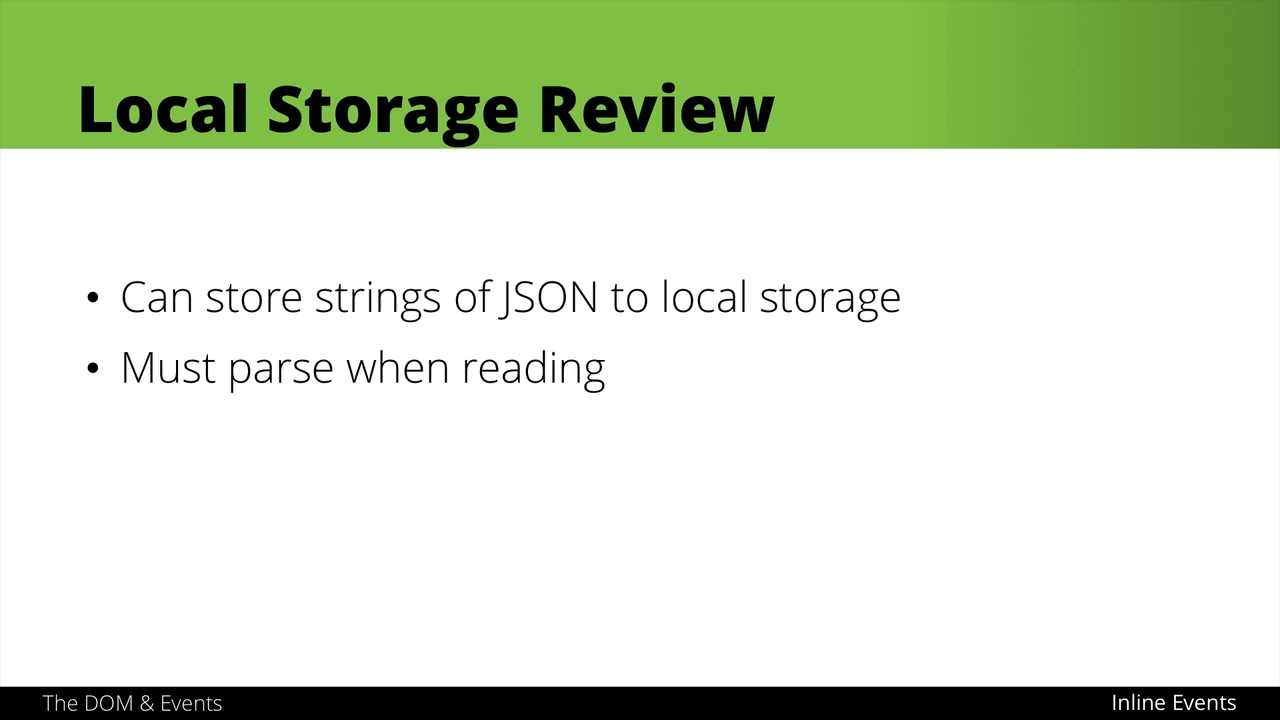 Local Storage Review
• Can store strings of JSON to local storage
• Must parse when reading
The DOM & Events
Inline Events